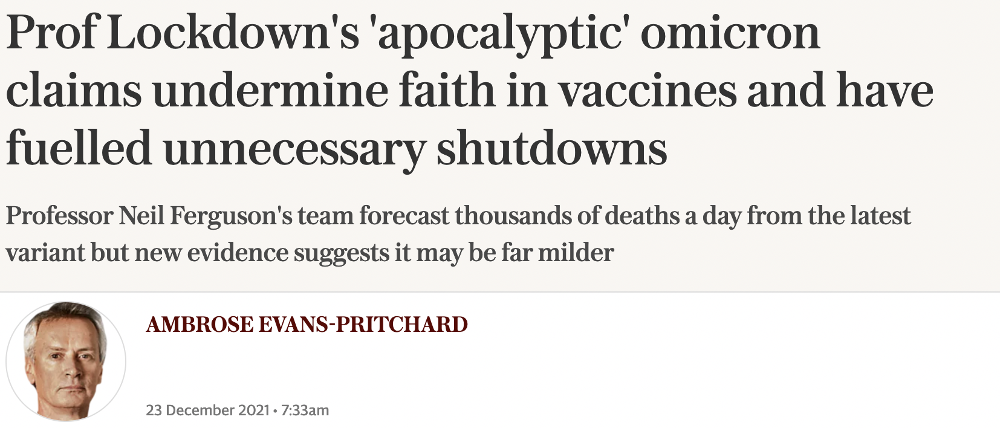 Prof Lockdown's 'apocalyptic' omicron
claims undermine faith in vaccines and have
fuelled unnecessary shutdowns
Professor Neil Ferguson's team forecast thousands of deaths a day from the latest
variant but new evidence suggests it may be far milder
AMBROSE EVANS-PRITCHARD
23 December 2021 • 7:33am